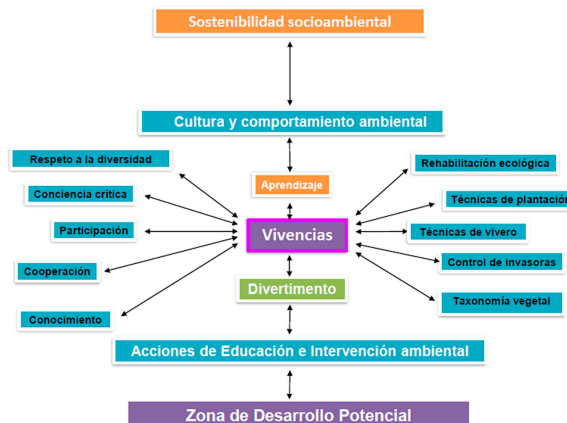 Sostenibilidad socioambiental
Cultura y comportamiento ambiental
Respeto a la diversidad
Rehabilitación ecológica
Aprendizaje
Conciencia crítica
Técnicas de plantación
Participación
Vivencias
Técnicas de vivero
Cooperación
Control de invasoras
Divertimento
Conocimiento
Taxonomía vegetal
Acciones de Educación e Intervención ambiental
Zona de Desarrollo Potencial